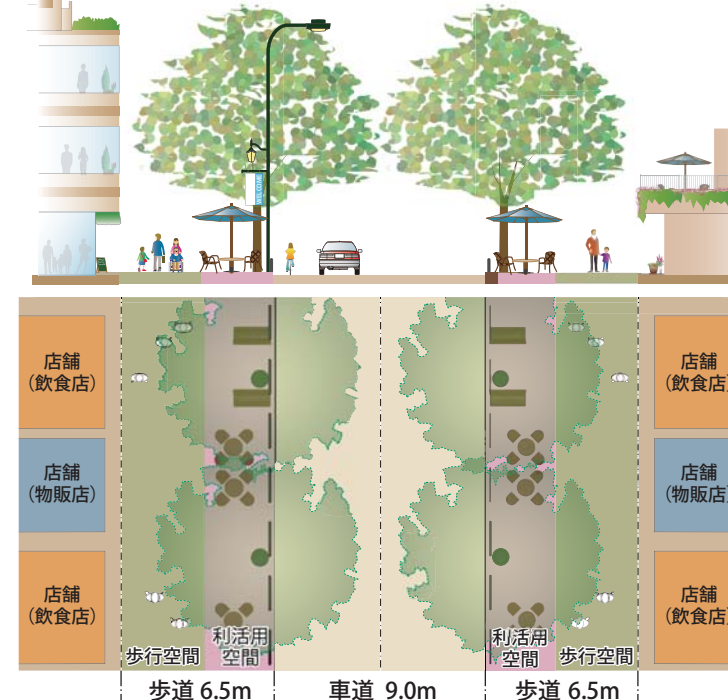 WELCOME
店舗
(飲食店)
店舗
(飲食店)
店舗
(物販店)
店舗
(物販店)
店舗
(飲食店)
店舗
(飲食店)
歩行空間
利活用
空間
利活用
空間
歩行空間
歩道 6.5m
車道 9.0m
歩道 6.5m